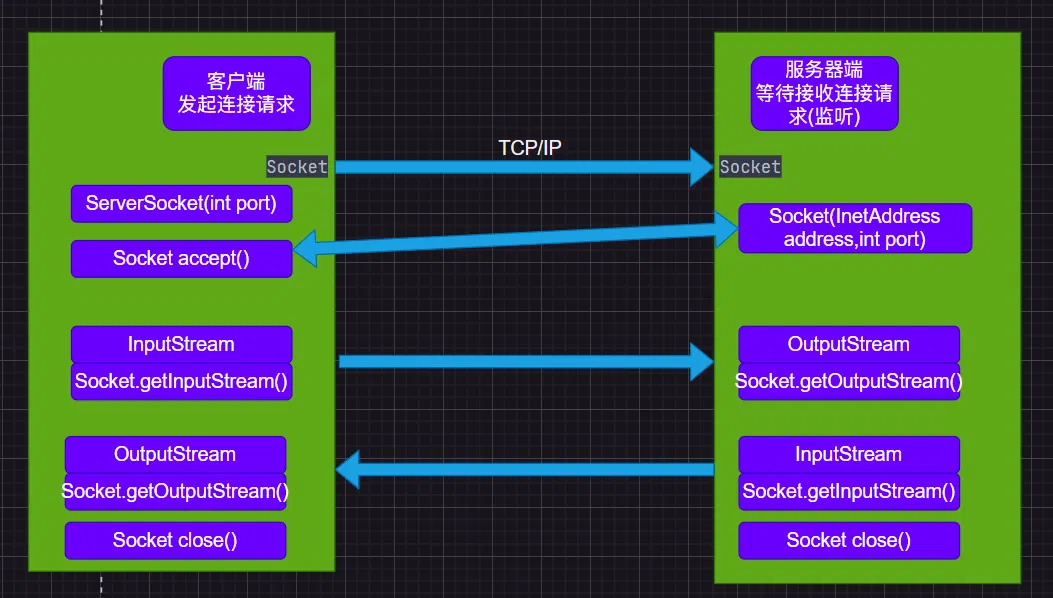 客户端
发起连接请求
Socket
ServerSocket(int port)
Socket accept()
InputStream
Socket.getInputStream()
OutputStream
Socket.getOutputStream()
Socket close()
TCP/IP
服务器端
等待接收连接请
求(监听)
Socket
Socket(InetAddress
address,int port)
OutputStream
Socket.getOutputStream()
InputStream
Socket.getInputStream()
Socket close()